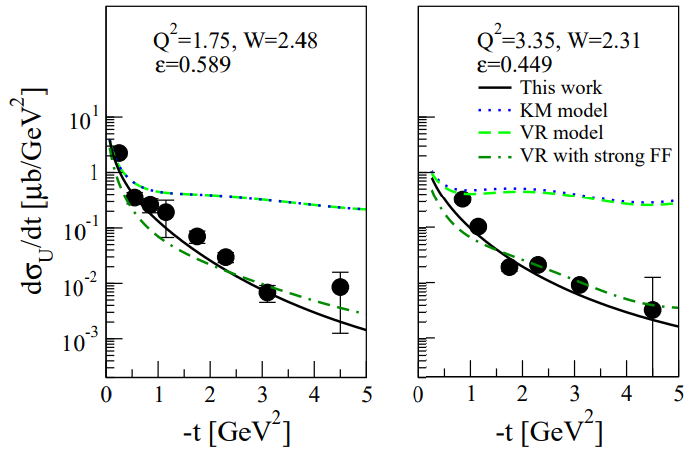 Q²=1.75, W=2.48
ε=0.589
Q²=3.35, W=2.31
ε=0.449
This work
KM model
VR model
VR with strong FF
dσ_U/dt [μb/GeV²]
10¹
1
10⁻¹
10⁻²
10⁻³
0 1 2 3 4 5
0 1 2 3 4 5
-t [GeV²]
-t [GeV²]